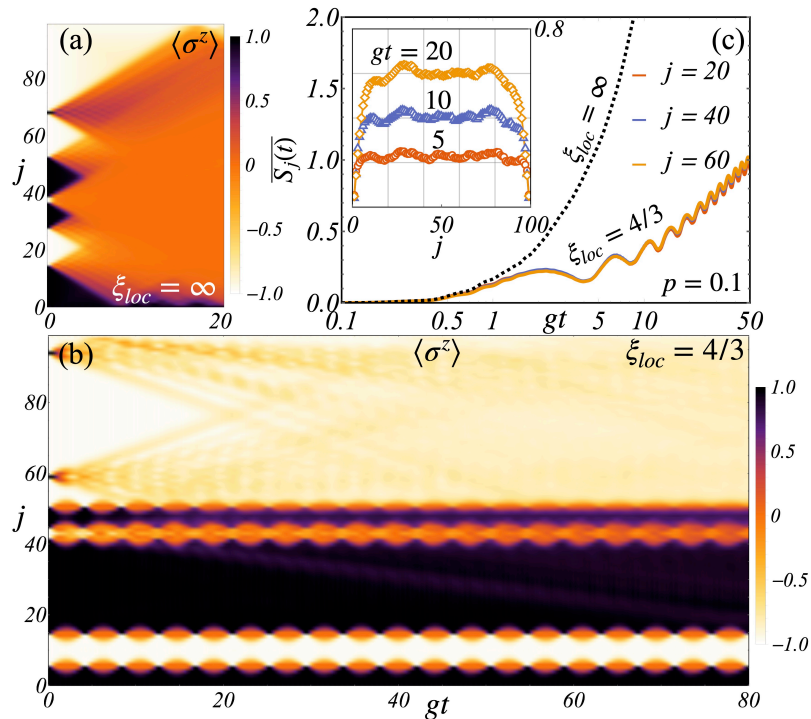 (a)
⟨σᶻ⟩
80
60
j
40
20
0
0
20
ξ_loc = ∞
1.0
0.5
0
−0.5
−1.0
S̅_j(t)
2.0
1.5
1.0
0.5
0.0
0.1
0.5
1
gt
5
10
50
(c)
0.8
gt = 20
10
5
0
50
100
j
ξ_loc = ∞
ξ_loc = 4/3
j = 20
j = 40
j = 60
p = 0.1
(b)
⟨σᶻ⟩
ξ_loc = 4/3
80
60
j
40
20
0
0
20
40
gt
60
80
1.0
0.5
0
−0.5
−1.0